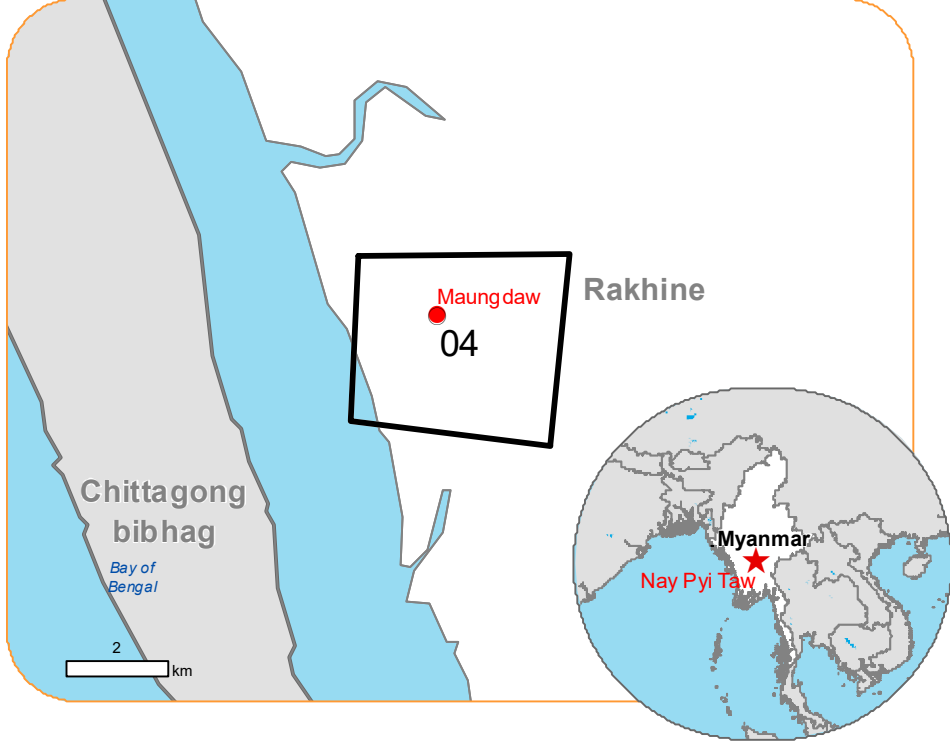 Maungdaw
Rakhine
04
Chittagong
bibhag
Bay of
Bengal
2
km
Myanmar
Nay Pyi Taw